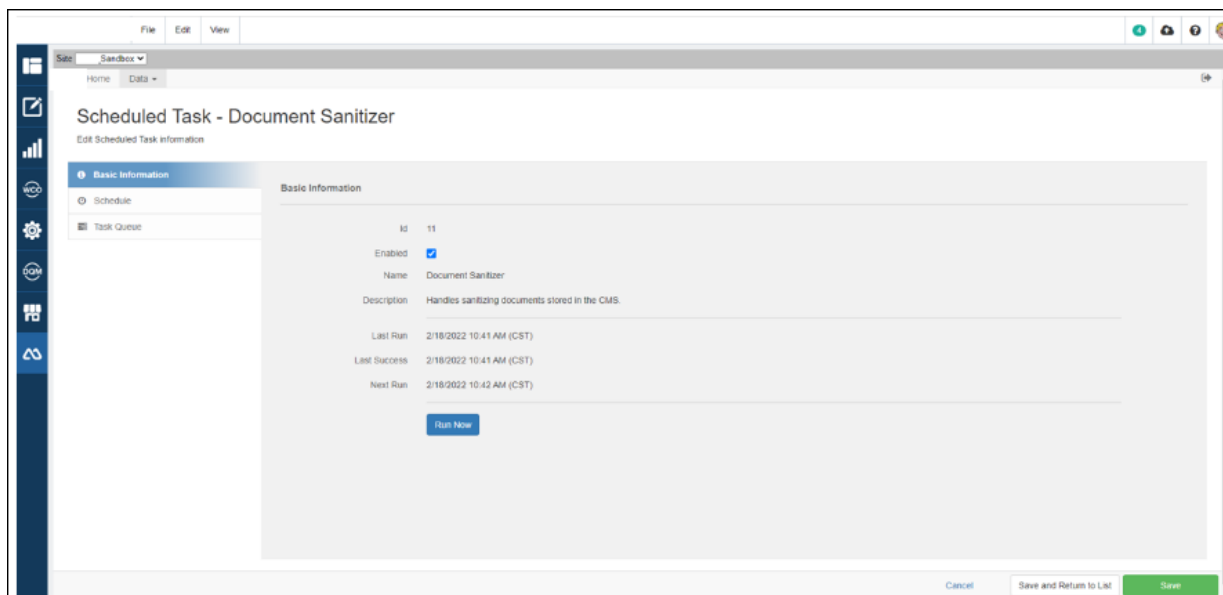 File Edit View 4
Site Sandbox
Home Data
Scheduled Task - Document Sanitizer
Edit Scheduled Task information
Basic Information
Schedule
Task Queue
Basic Information
Id 11
Enabled
Name Document Sanitizer
Description Handles sanitizing documents stored in the CMS.
Last Run 2/18/2022 10:41 AM (CST)
Last Success 2/18/2022 10:41 AM (CST)
Next Run 2/18/2022 10:42 AM (CST)
Run Now
WCO
DQM
Cancel Save and Return to List Save